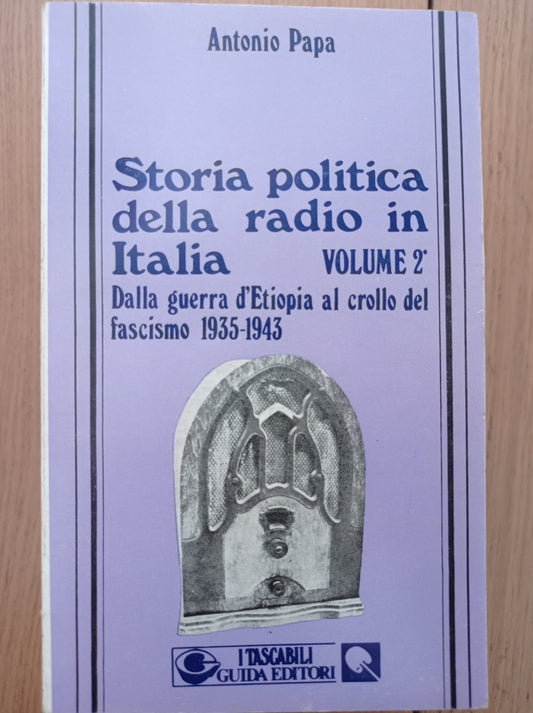 Antonio Papa
Storia politica
della radio in
Italia VOLUME 2°
Dalla guerra d'Etiopia al crollo del
fascismo 1935-1943
I TASCABILI
GUIDA EDITORI